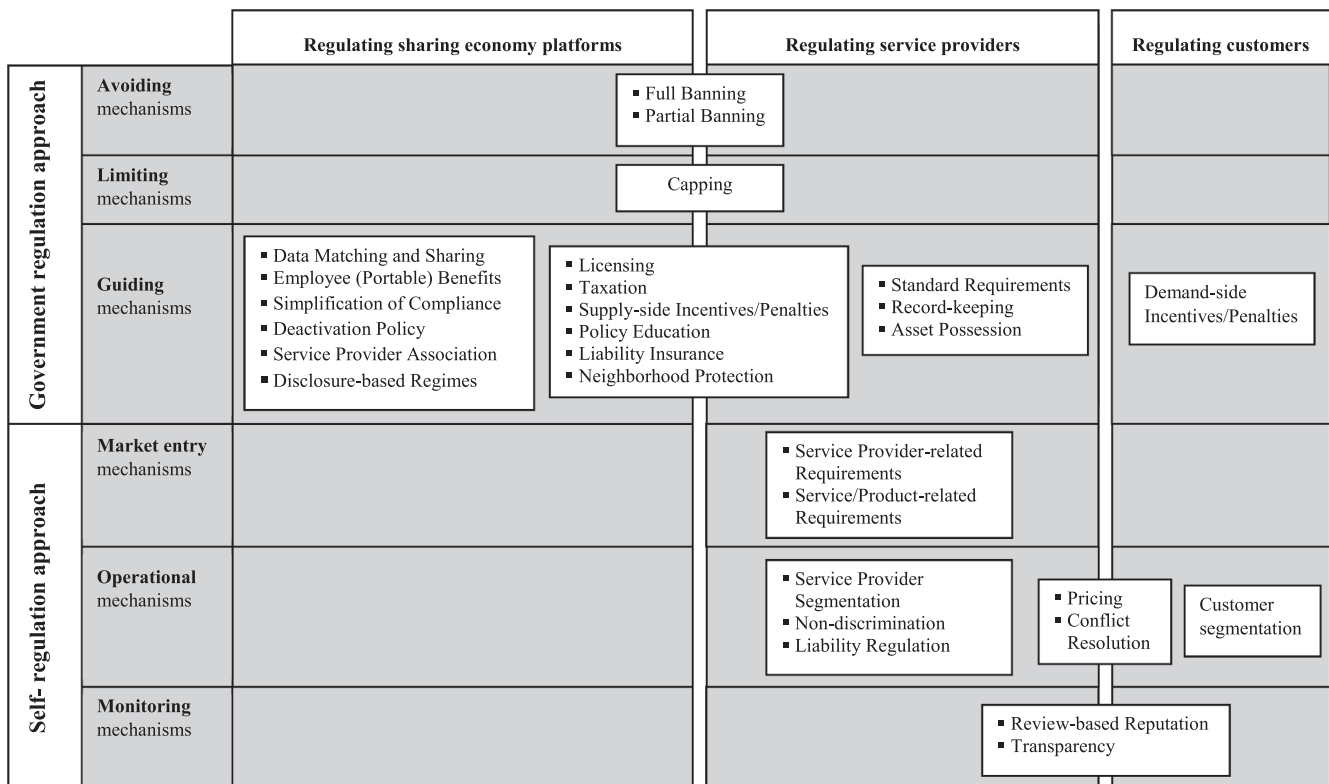 Regulating sharing economy platforms
Regulating service providers
Regulating customers
Government regulation approach
Avoiding
mechanisms
▪ Full Banning
▪ Partial Banning
Limiting
mechanisms
Capping
Guiding
mechanisms
▪ Data Matching and Sharing
▪ Employee (Portable) Benefits
▪ Simplification of Compliance
▪ Deactivation Policy
▪ Service Provider Association
▪ Disclosure-based Regimes
▪ Licensing
▪ Taxation
▪ Supply-side Incentives/Penalties
▪ Policy Education
▪ Liability Insurance
▪ Neighborhood Protection
▪ Standard Requirements
▪ Record-keeping
▪ Asset Possession
Demand-side
Incentives/Penalties
Self- regulation approach
Market entry
mechanisms
▪ Service Provider-related
Requirements
▪ Service/Product-related
Requirements
Operational
mechanisms
▪ Service Provider
Segmentation
▪ Non-discrimination
▪ Liability Regulation
▪ Pricing
▪ Conflict
Resolution
Customer
segmentation
Monitoring
mechanisms
▪ Review-based Reputation
▪ Transparency